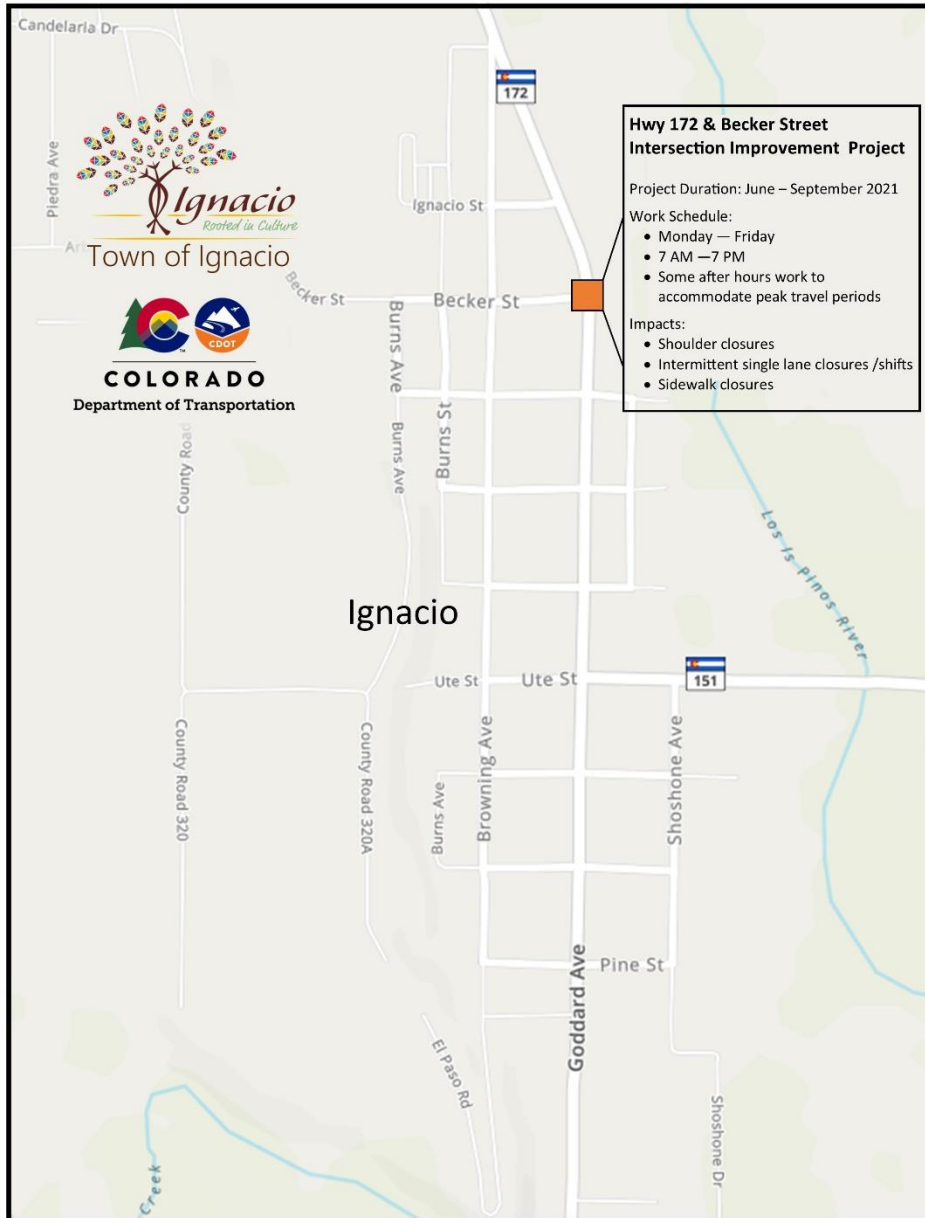 Candelaria Dr
172
Piedra Ave
Ignacio
Rooted in Culture
Town of Ignacio
Hwy 172 & Becker Street
Intersection Improvement Project
Project Duration: June – September 2021
Work Schedule:
• Monday — Friday
• 7 AM —7 PM
• Some after hours work to
accommodate peak travel periods
Impacts:
• Shoulder closures
• Intermittent single lane closures /shifts
• Sidewalk closures
Ignacio St
Becker St
Becker St
CDOT
TM
COLORADO
Department of Transportation
Burns Ave
Burns Ave
Burns St
County Road
Los Is Pinos River
Ignacio
Ute St
Ute St
151
County Road 320
County Road 320A
Burns Ave
Browning Ave
Shoshone Ave
Pine St
Goddard Ave
El Paso Rd
Shoshone Dr
Creek